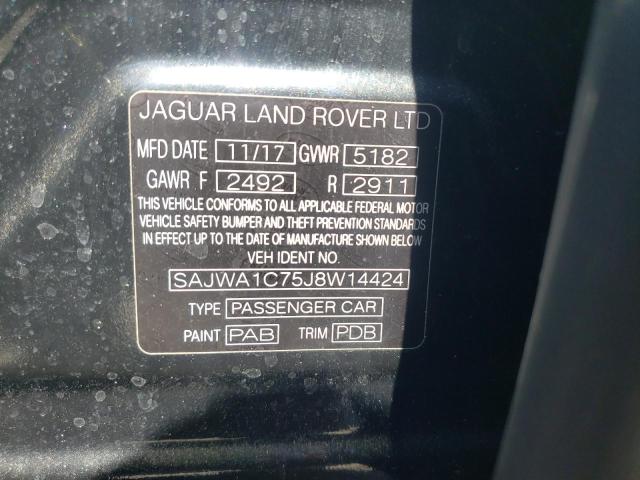 JAGUAR LAND ROVER LTD
MFD DATE 11/17 GVWR 5182
GAWR F 2492 R 2911
THIS VEHICLE CONFORMS TO ALL APPLICABLE FEDERAL MOTOR
VEHICLE SAFETY BUMPER AND THEFT PREVENTION STANDARDS
IN EFFECT UP TO DATE OF MANUFACTURE SHOWN BELOW
VEH IDENT NO.
SAJWA1C75J8W14424
TYPE PASSENGER CAR
PAINT PAB TRIM PDB